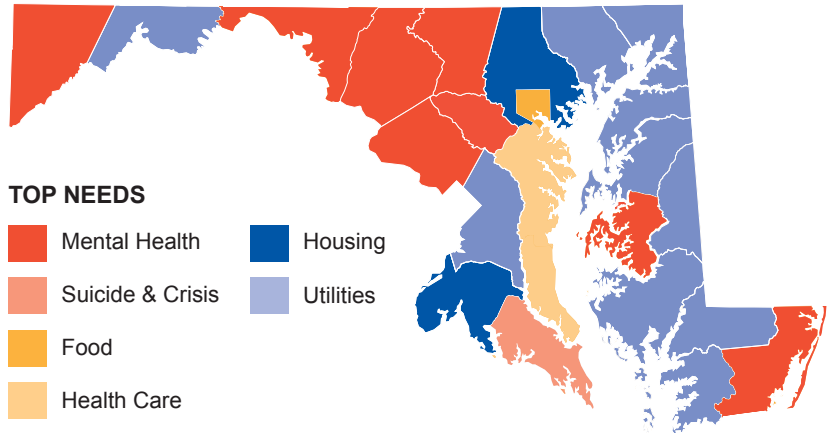 TOP NEEDS
Mental Health
Suicide & Crisis
Food
Health Care
Housing
Utilities